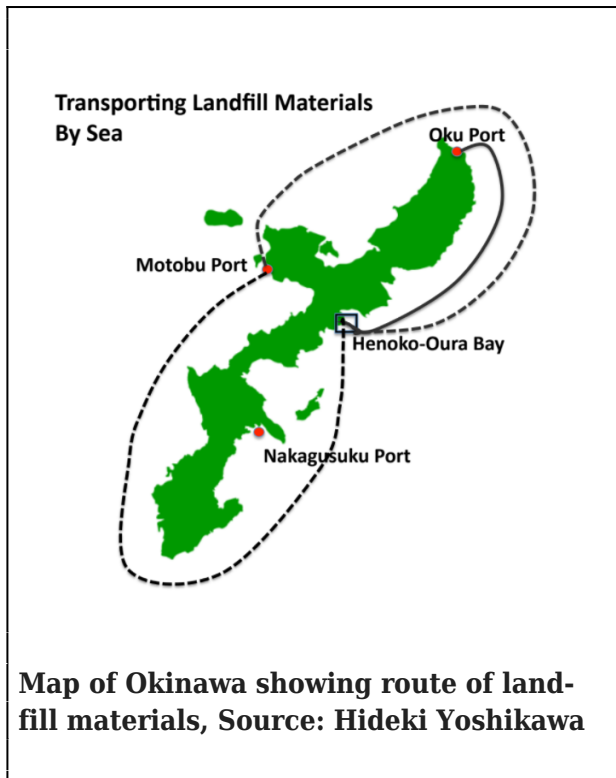 Transporting Landfill Materials
By Sea
Oku Port
Motobu Port
Henoko-Oura Bay
Nakagusuku Port
Map of Okinawa showing route of land-
fill materials, Source: Hideki Yoshikawa